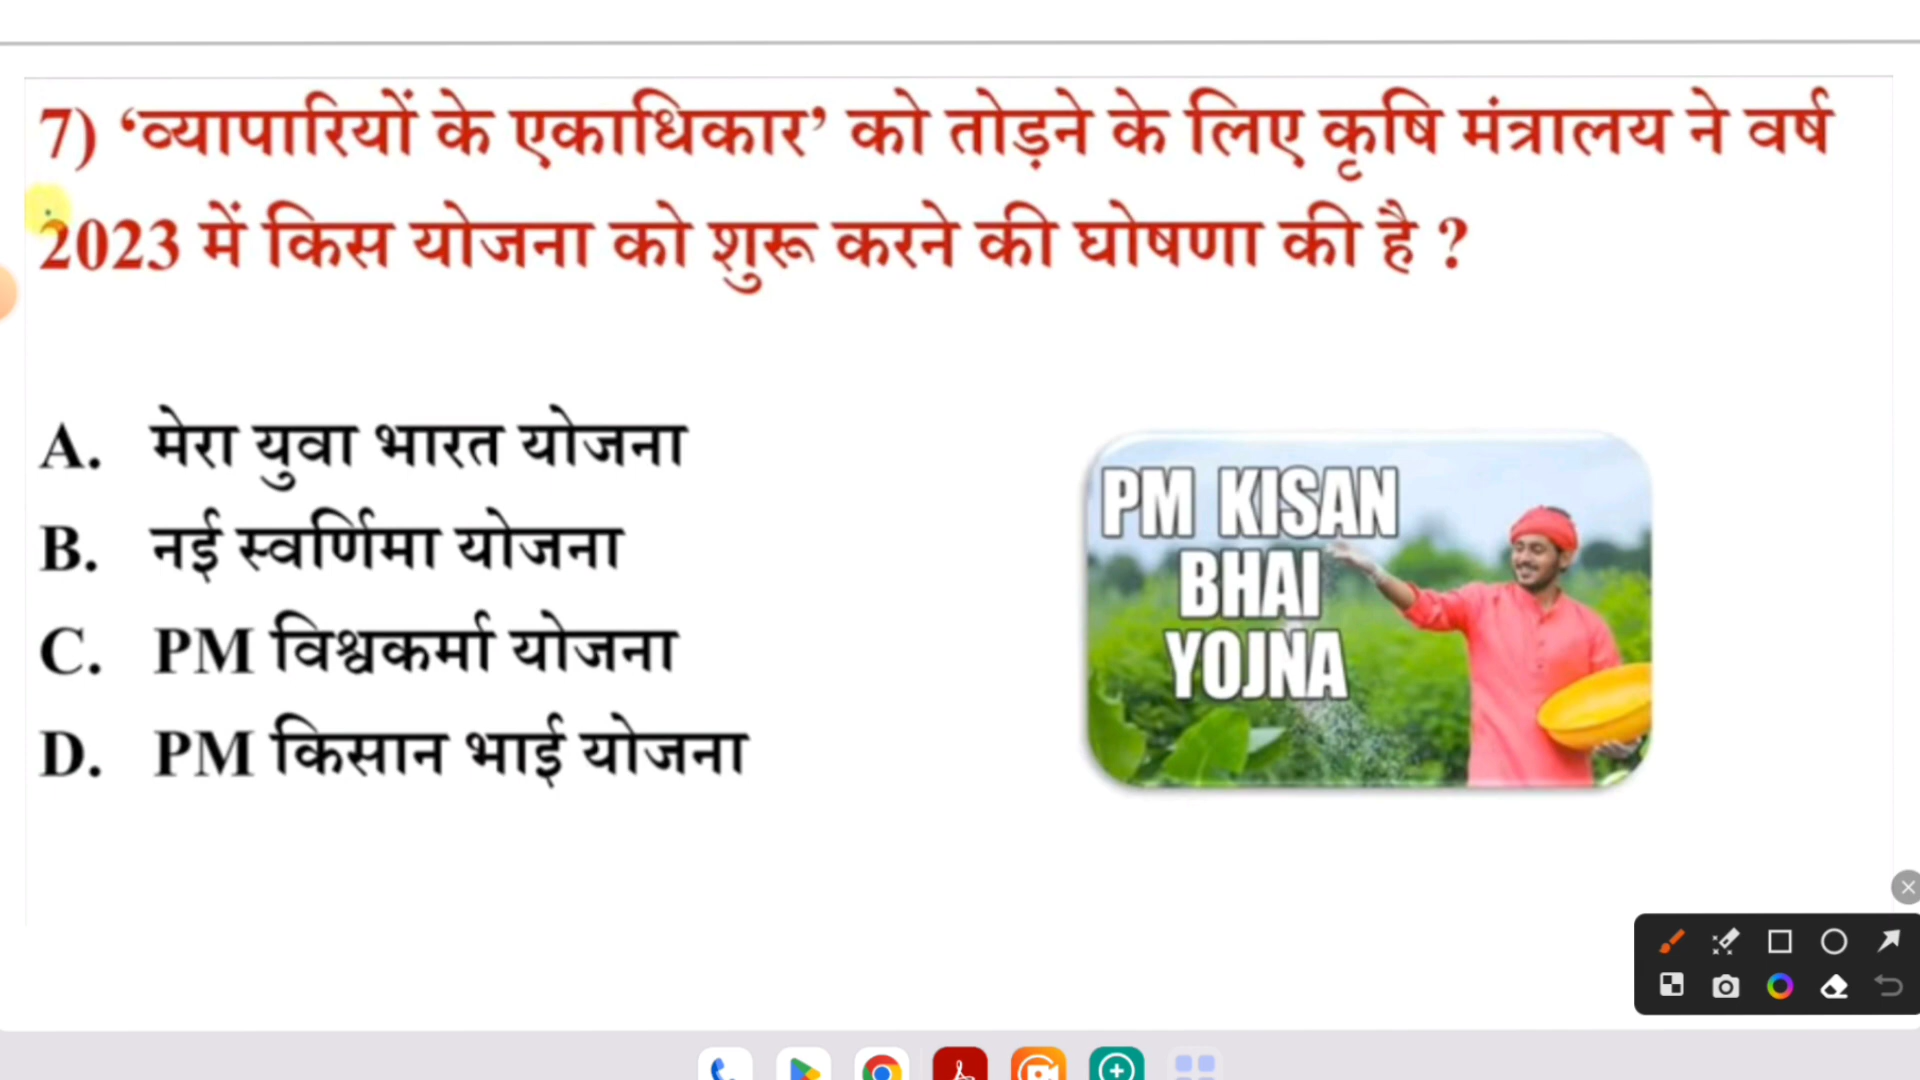 7) ‘व्यापारियों के एकाधिकार’ को तोड़ने के लिए कृषि मंत्रालय ने वर्ष
2023 में किस योजना को शुरू करने की घोषणा की है ?
A. मेरा युवा भारत योजना
B. नई स्वर्णिमा योजना
C. PM विश्वकर्मा योजना
D. PM किसान भाई योजना
PM KISAN
BHAI
YOJNA